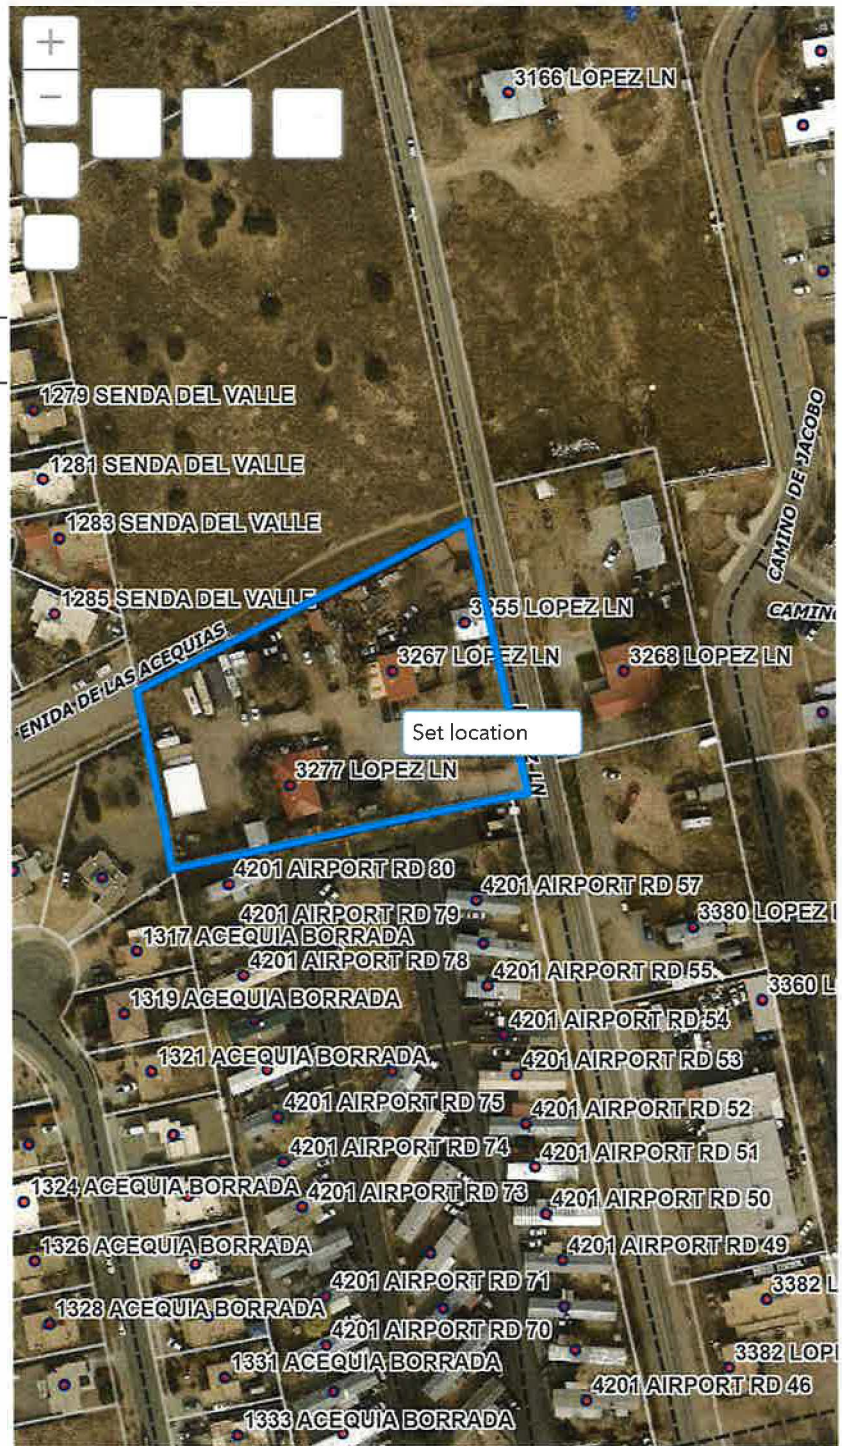 +
3166 LOPEZ LN
−
1279 SENDA DEL VALLE
CAMINO DE JACOBO
1281 SENDA DEL VALLE
1283 SENDA DEL VALLE
1285 SENDA DEL VALLE
3255 LOPEZ LN
CAMINO
ENIDA DE LAS ACEQUIAS
3267 LOPEZ LN
3268 LOPEZ LN
Set location
3277 LOPEZ LN
LN
4201 AIRPORT RD 80
4201 AIRPORT RD 57
4201 AIRPORT RD 79
3380 LOPEZ
1317 ACEQUIA BORRADA
4201 AIRPORT RD 78
4201 AIRPORT RD 55
3360 L
1319 ACEQUIA BORRADA
4201 AIRPORT RD 54
1321 ACEQUIA BORRADA
4201 AIRPORT RD 53
4201 AIRPORT RD 75
4201 AIRPORT RD 52
4201 AIRPORT RD 74
4201 AIRPORT RD 51
1324 ACEQUIA BORRADA
4201 AIRPORT RD 73
4201 AIRPORT RD 50
1326 ACEQUIA BORRADA
4201 AIRPORT RD 49
4201 AIRPORT RD 71
3382 L
1328 ACEQUIA BORRADA
4201 AIRPORT RD 70
3382 LOP
1331 ACEQUIA BORRADA
4201 AIRPORT RD 46
1333 ACEQUIA BORRADA